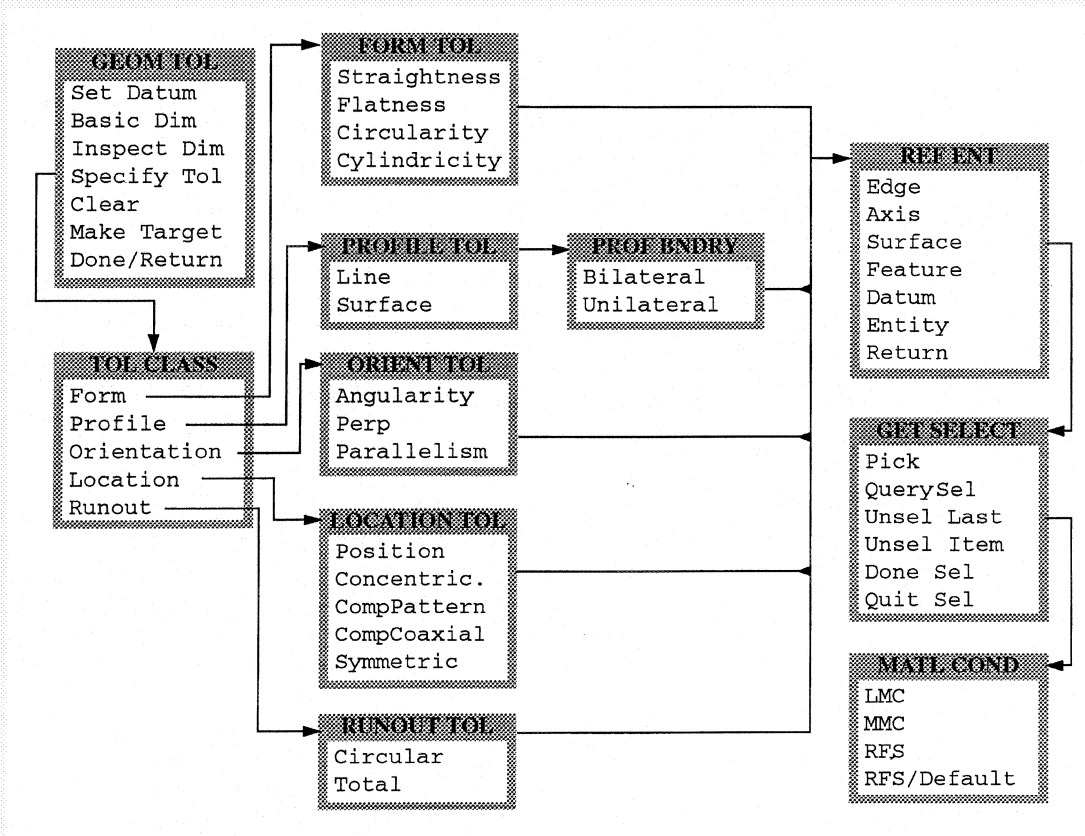 GEOM TOL
Set Datum
Basic Dim
Inspect Dim
Specify Tol
Clear
Make Target
Done/Return
TOL CLASS
Form
Profile
Orientation
Location
Runout
FORM TOL
Straightness
Flatness
Circularity
Cylindricity
PROFILE TOL
Line
Surface
PROF BNDRY
Bilateral
Unilateral
ORIENT TOL
Angularity
Perp
Parallelism
LOCATION TOL
Position
Concentric.
CompPattern
CompCoaxial
Symmetric
RUNOUT TOL
Circular
Total
REF ENT
Edge
Axis
Surface
Feature
Datum
Entity
Return
GET SELECT
Pick
QuerySel
Unsel Last
Unsel Item
Done Sel
Quit Sel
MATL COND
LMC
MMC
RFS
RFS/Default